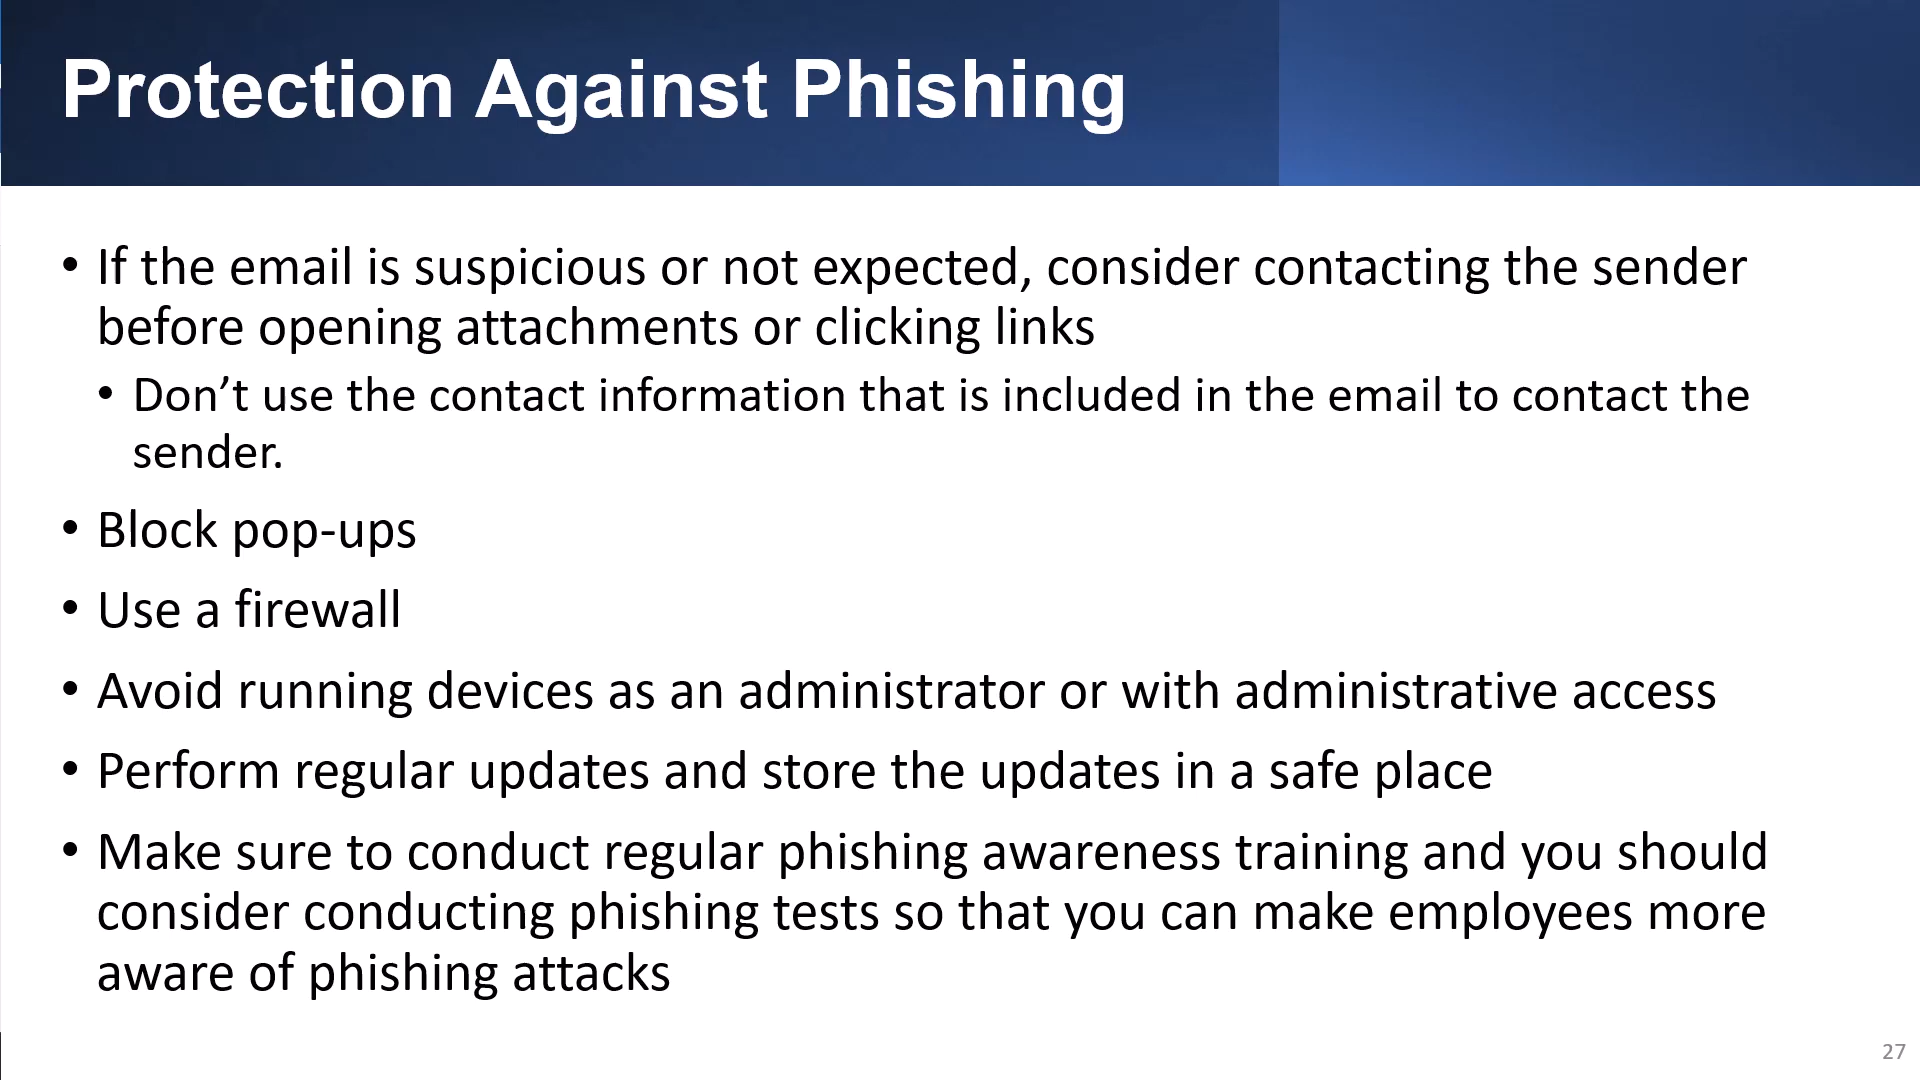 Protection Against Phishing
• If the email is suspicious or not expected, consider contacting the sender
before opening attachments or clicking links
• Don’t use the contact information that is included in the email to contact the
sender.
• Block pop-ups
• Use a firewall
• Avoid running devices as an administrator or with administrative access
• Perform regular updates and store the updates in a safe place
• Make sure to conduct regular phishing awareness training and you should
consider conducting phishing tests so that you can make employees more
aware of phishing attacks
27